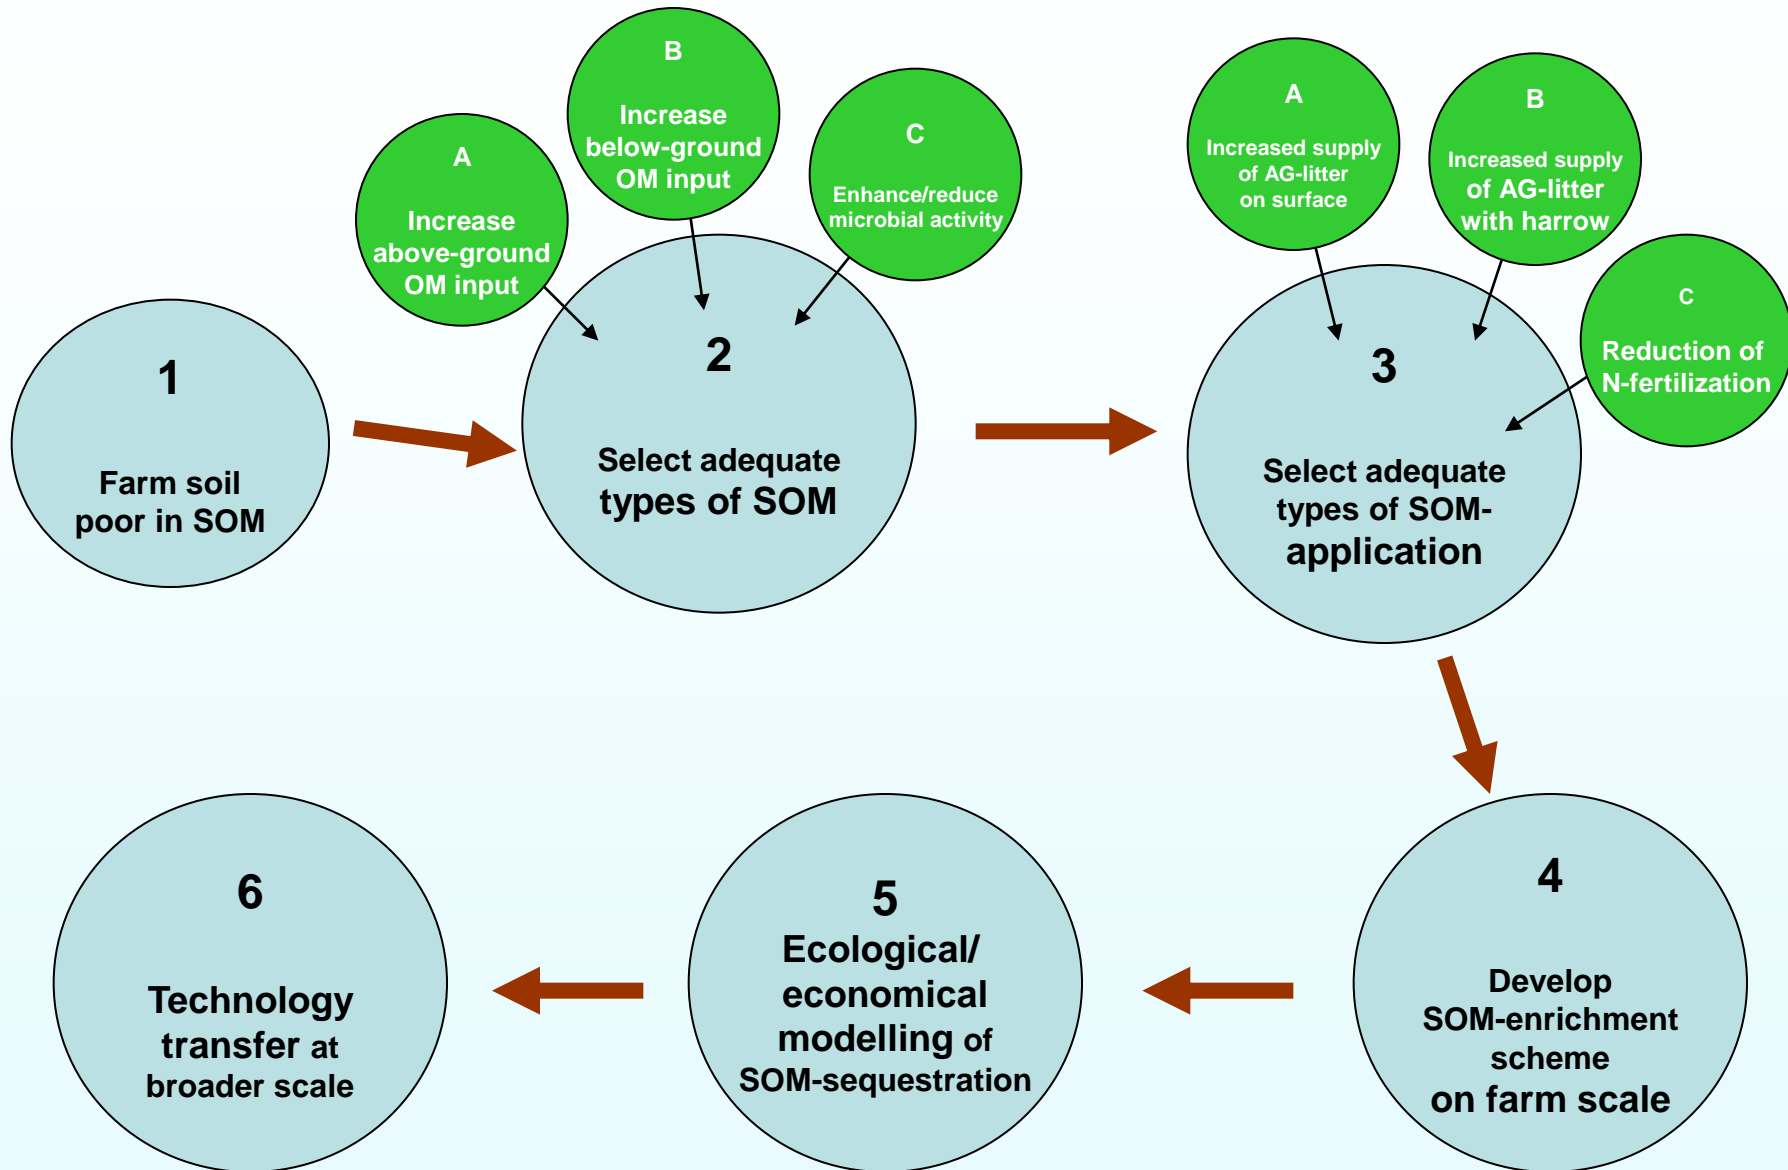 1
Farm soil
poor in SOM
A
Increase
above-ground
OM input
B
Increase
below-ground
OM input
C
Enhance/reduce
microbial activity
2
Select adequate
types of SOM
A
Increased supply
of AG-litter
on surface
B
Increased supply
of AG-litter
with harrow
C
Reduction of
N-fertilization
3
Select adequate
types of SOM-
application
4
Develop
SOM-enrichment
scheme
on farm scale
5
Ecological/
economical
modelling of
SOM-sequestration
6
Technology
transfer at
broader scale